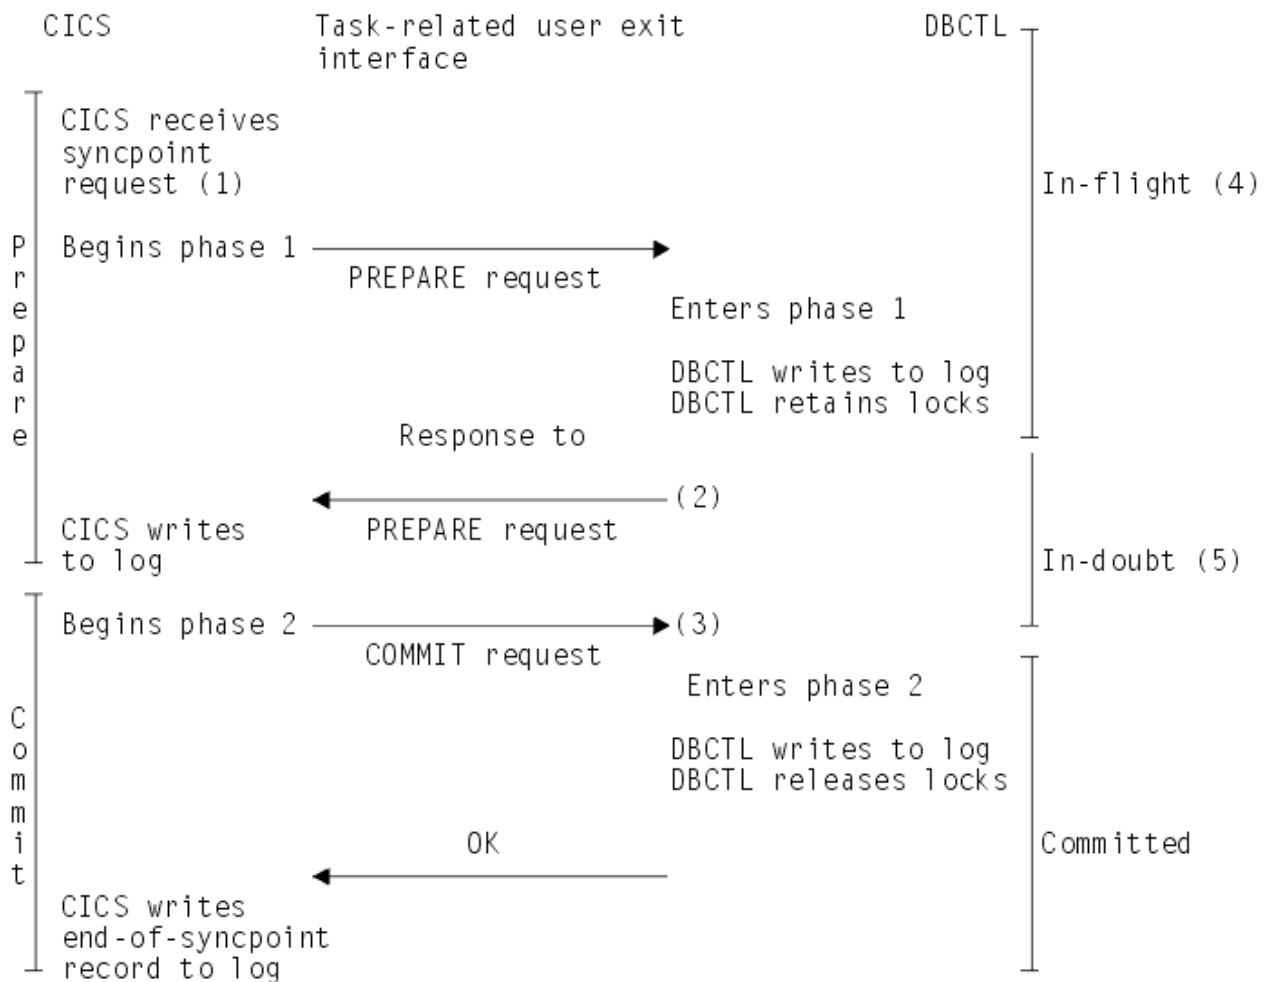 CICS
Task-related user exit
interface
DBCTL
CICS receives
syncpoint
request (1)
In-flight (4)
Prepare
Begins phase 1
PREPARE request
Enters phase 1
DBCTL writes to log
DBCTL retains locks
Response to
(2)
PREPARE request
CICS writes
to log
In-doubt (5)
Commit
Begins phase 2
(3)
COMMIT request
Enters phase 2
DBCTL writes to log
DBCTL releases locks
OK
Committed
CICS writes
end-of-syncpoint
record to log